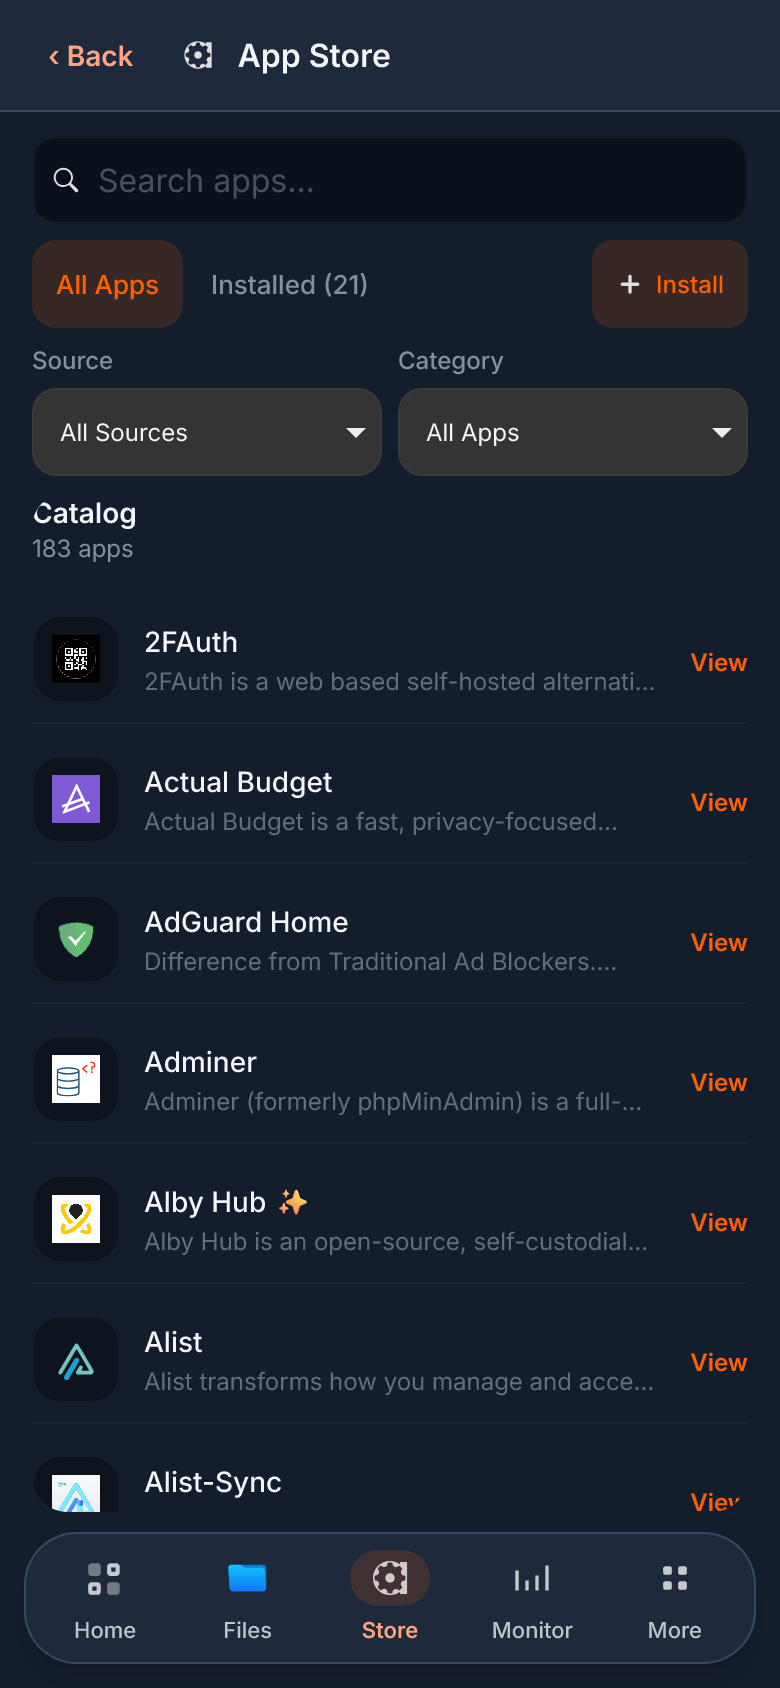 ‹ Back
App Store
Search apps...
All Apps
Installed (21)
+ Install
Source
Category
All Sources
All Apps
Catalog
183 apps
2FAuth
2FAuth is a web based self-hosted alternati...
View
Actual Budget
Actual Budget is a fast, privacy-focused...
View
AdGuard Home
Difference from Traditional Ad Blockers....
View
Adminer
Adminer (formerly phpMinAdmin) is a full-...
View
Alby Hub ✨
Alby Hub is an open-source, self-custodial...
View
Alist
Alist transforms how you manage and acce...
View
Alist-Sync
View
Home
Files
Store
Monitor
More